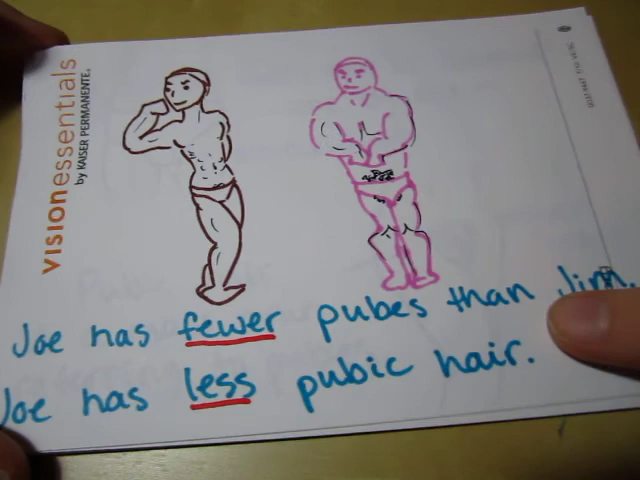 visionessentials
by KAISER PERMANENTE®
Joe has fewer pubes than Jim.
Joe has less pubic hair.